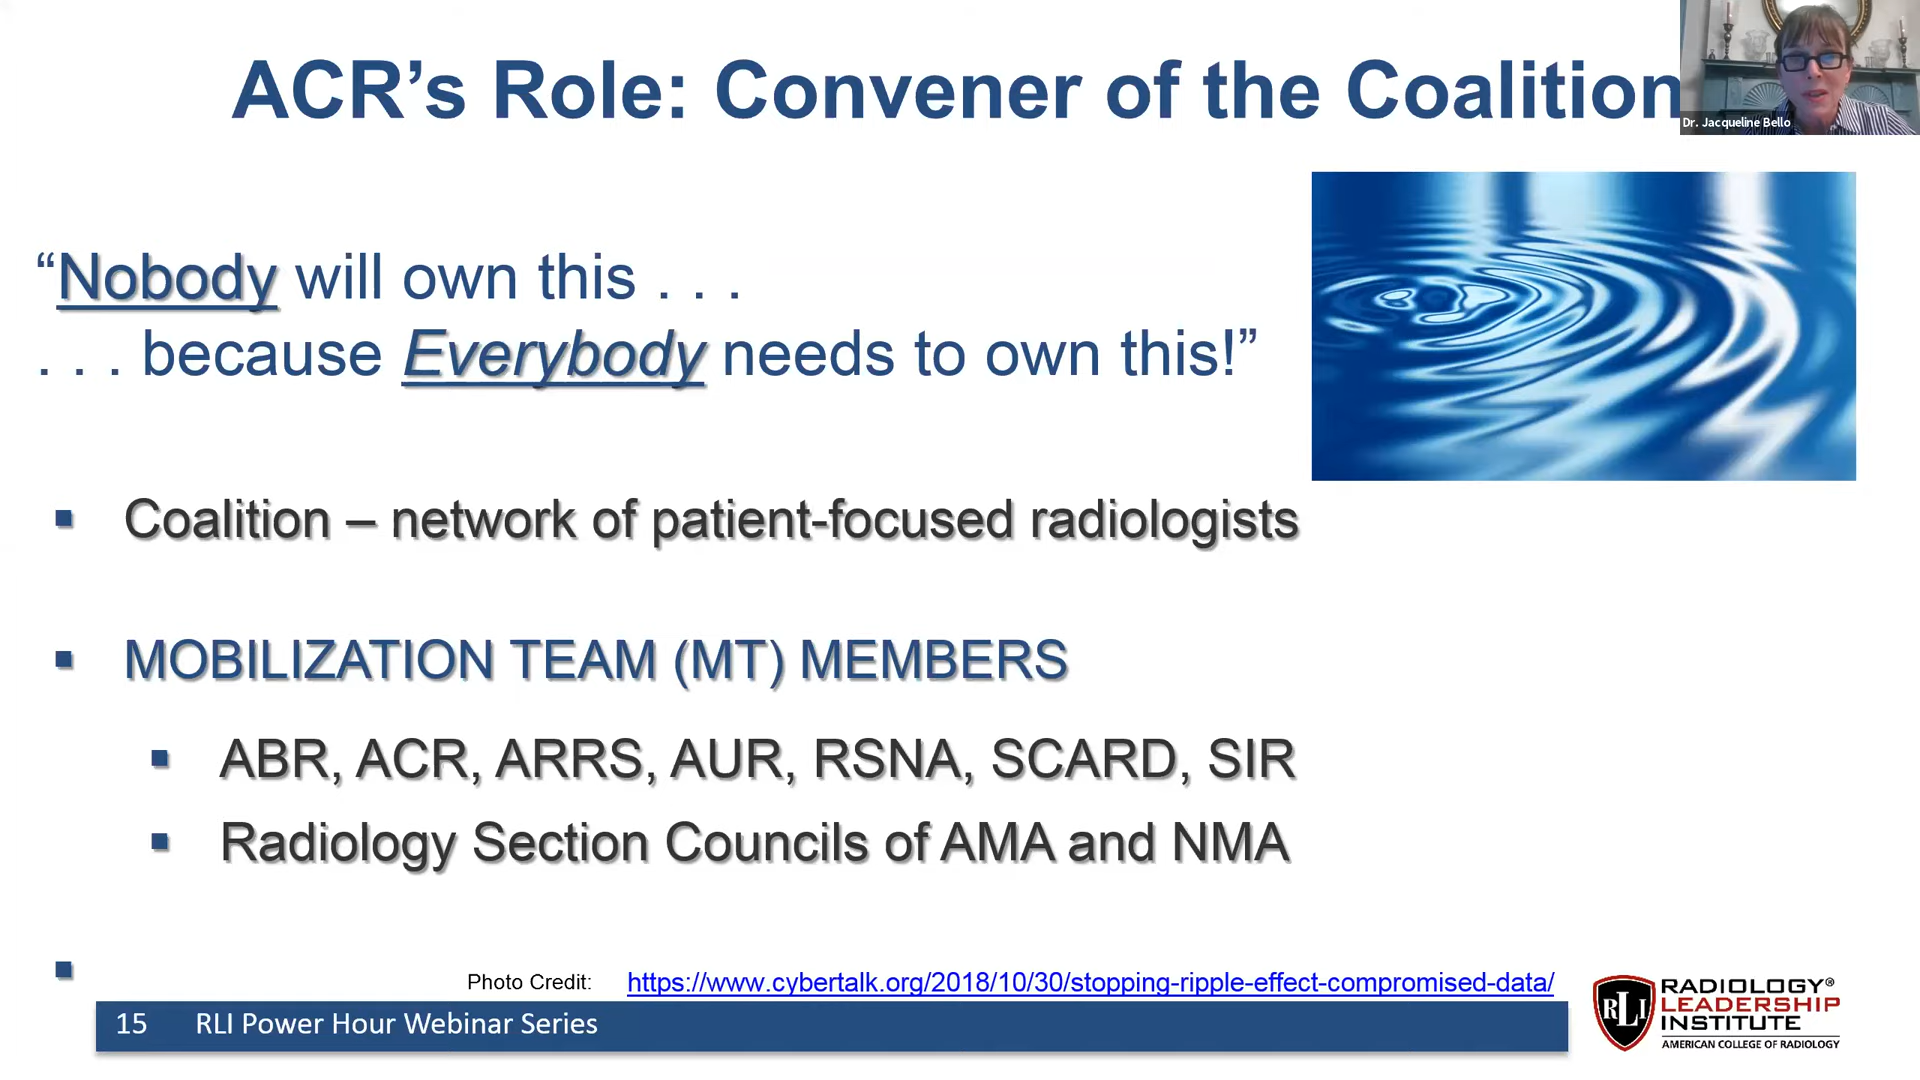 ACR’s Role: Convener of the Coalition
Dr. Jacqueline Bello
“Nobody will own this . . .
. . . because Everybody needs to own this!”
▪ Coalition – network of patient-focused radiologists
▪ MOBILIZATION TEAM (MT) MEMBERS
▪ ABR, ACR, ARRS, AUR, RSNA, SCARD, SIR
▪ Radiology Section Councils of AMA and NMA
▪
Photo Credit: https://www.cybertalk.org/2018/10/30/stopping-ripple-effect-compromised-data/
15 RLI Power Hour Webinar Series
RLI
RADIOLOGY®
LEADERSHIP
INSTITUTE
AMERICAN COLLEGE OF RADIOLOGY